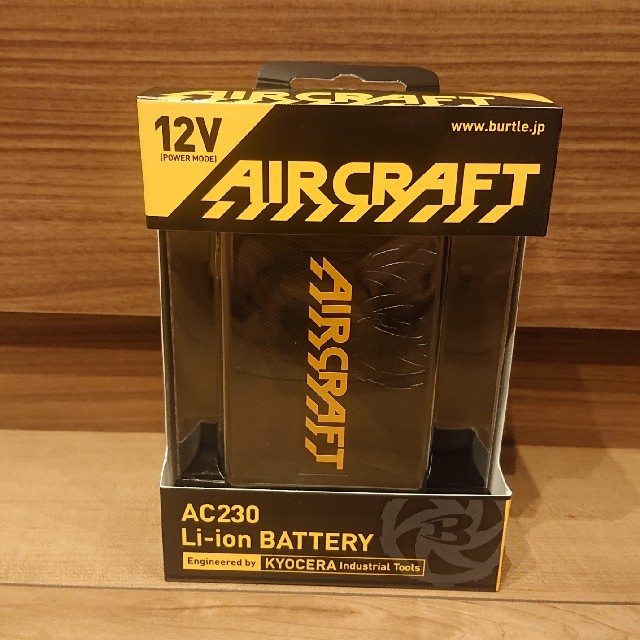 AIRCRAFT
12V
[POWER MODE]
www.burtle.jp
AIRCRAFT
AIRCRAFT
AC230
Li-ion BATTERY
Engineered by KYOCERA Industrial Tools
B